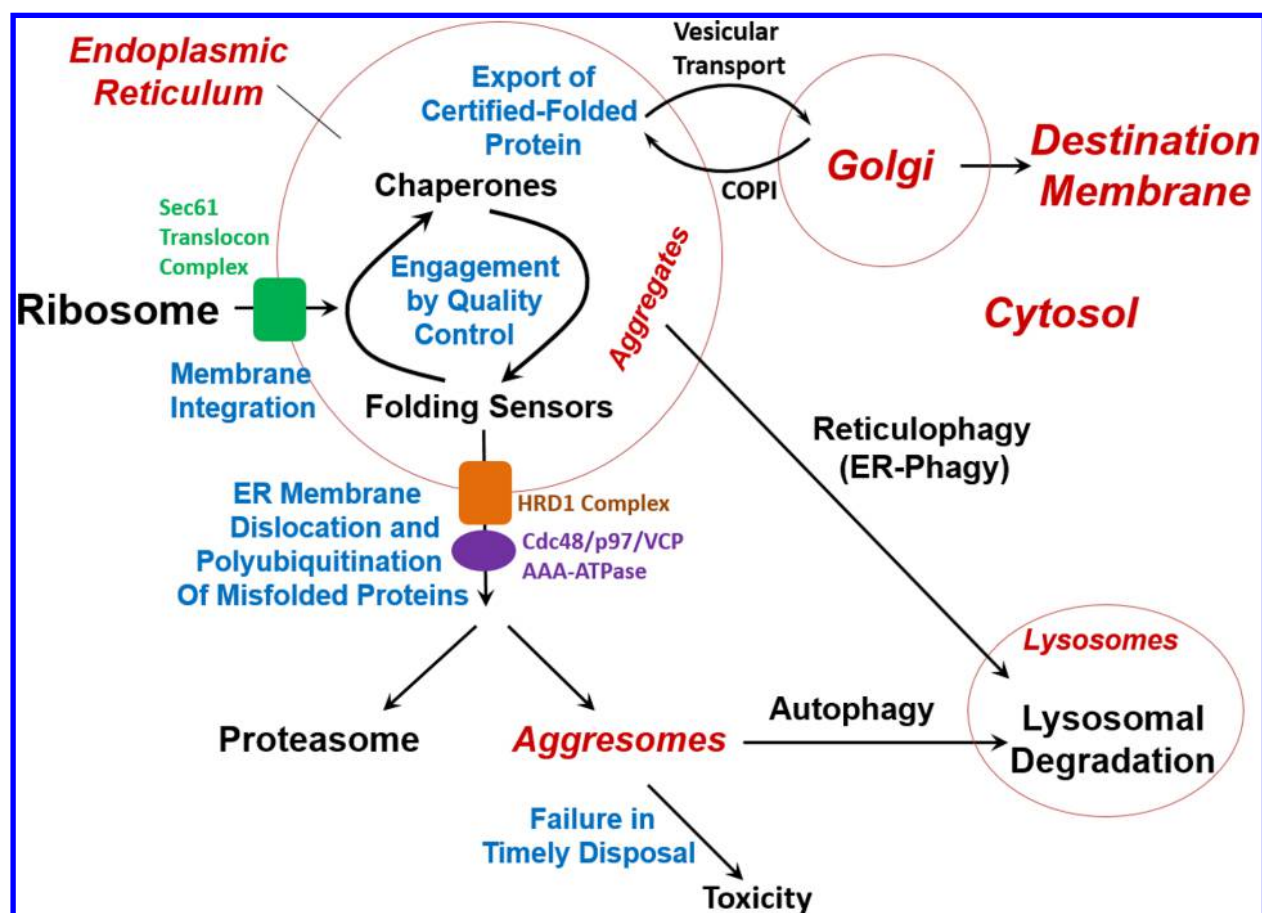 Endoplasmic
Reticulum
Export of
Certified-Folded
Protein
Vesicular
Transport
COPI
Golgi
Destination
Membrane
Chaperones
Sec61
Translocon
Complex
Ribosome
Membrane
Integration
Engagement
by Quality
Control
Aggregates
Cytosol
Folding Sensors
Reticulophagy
(ER-Phagy)
ER Membrane
Dislocation and
Polyubiquitination
Of Misfolded Proteins
HRD1 Complex
Cdc48/p97/VCP
AAA-ATPase
Proteasome
Aggresomes
Autophagy
Lysosomes
Lysosomal
Degradation
Failure in
Timely Disposal
Toxicity